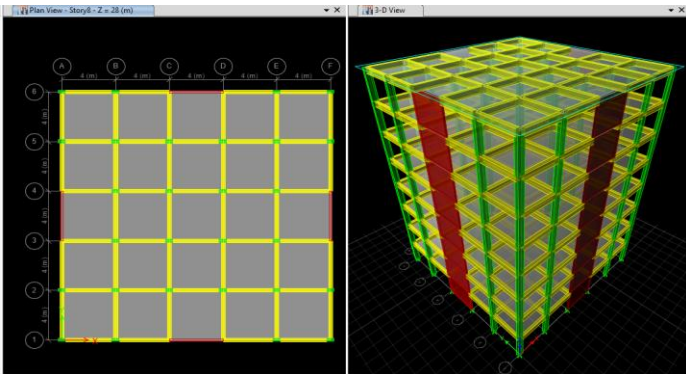 Plan View - Story8 - Z = 28 (m)
3-D View
A B C D E F
4 (m) 4 (m) 4 (m) 4 (m) 4 (m)
6
4 (m)
5
4 (m)
4
4 (m)
3
4 (m)
2
4 (m)
1